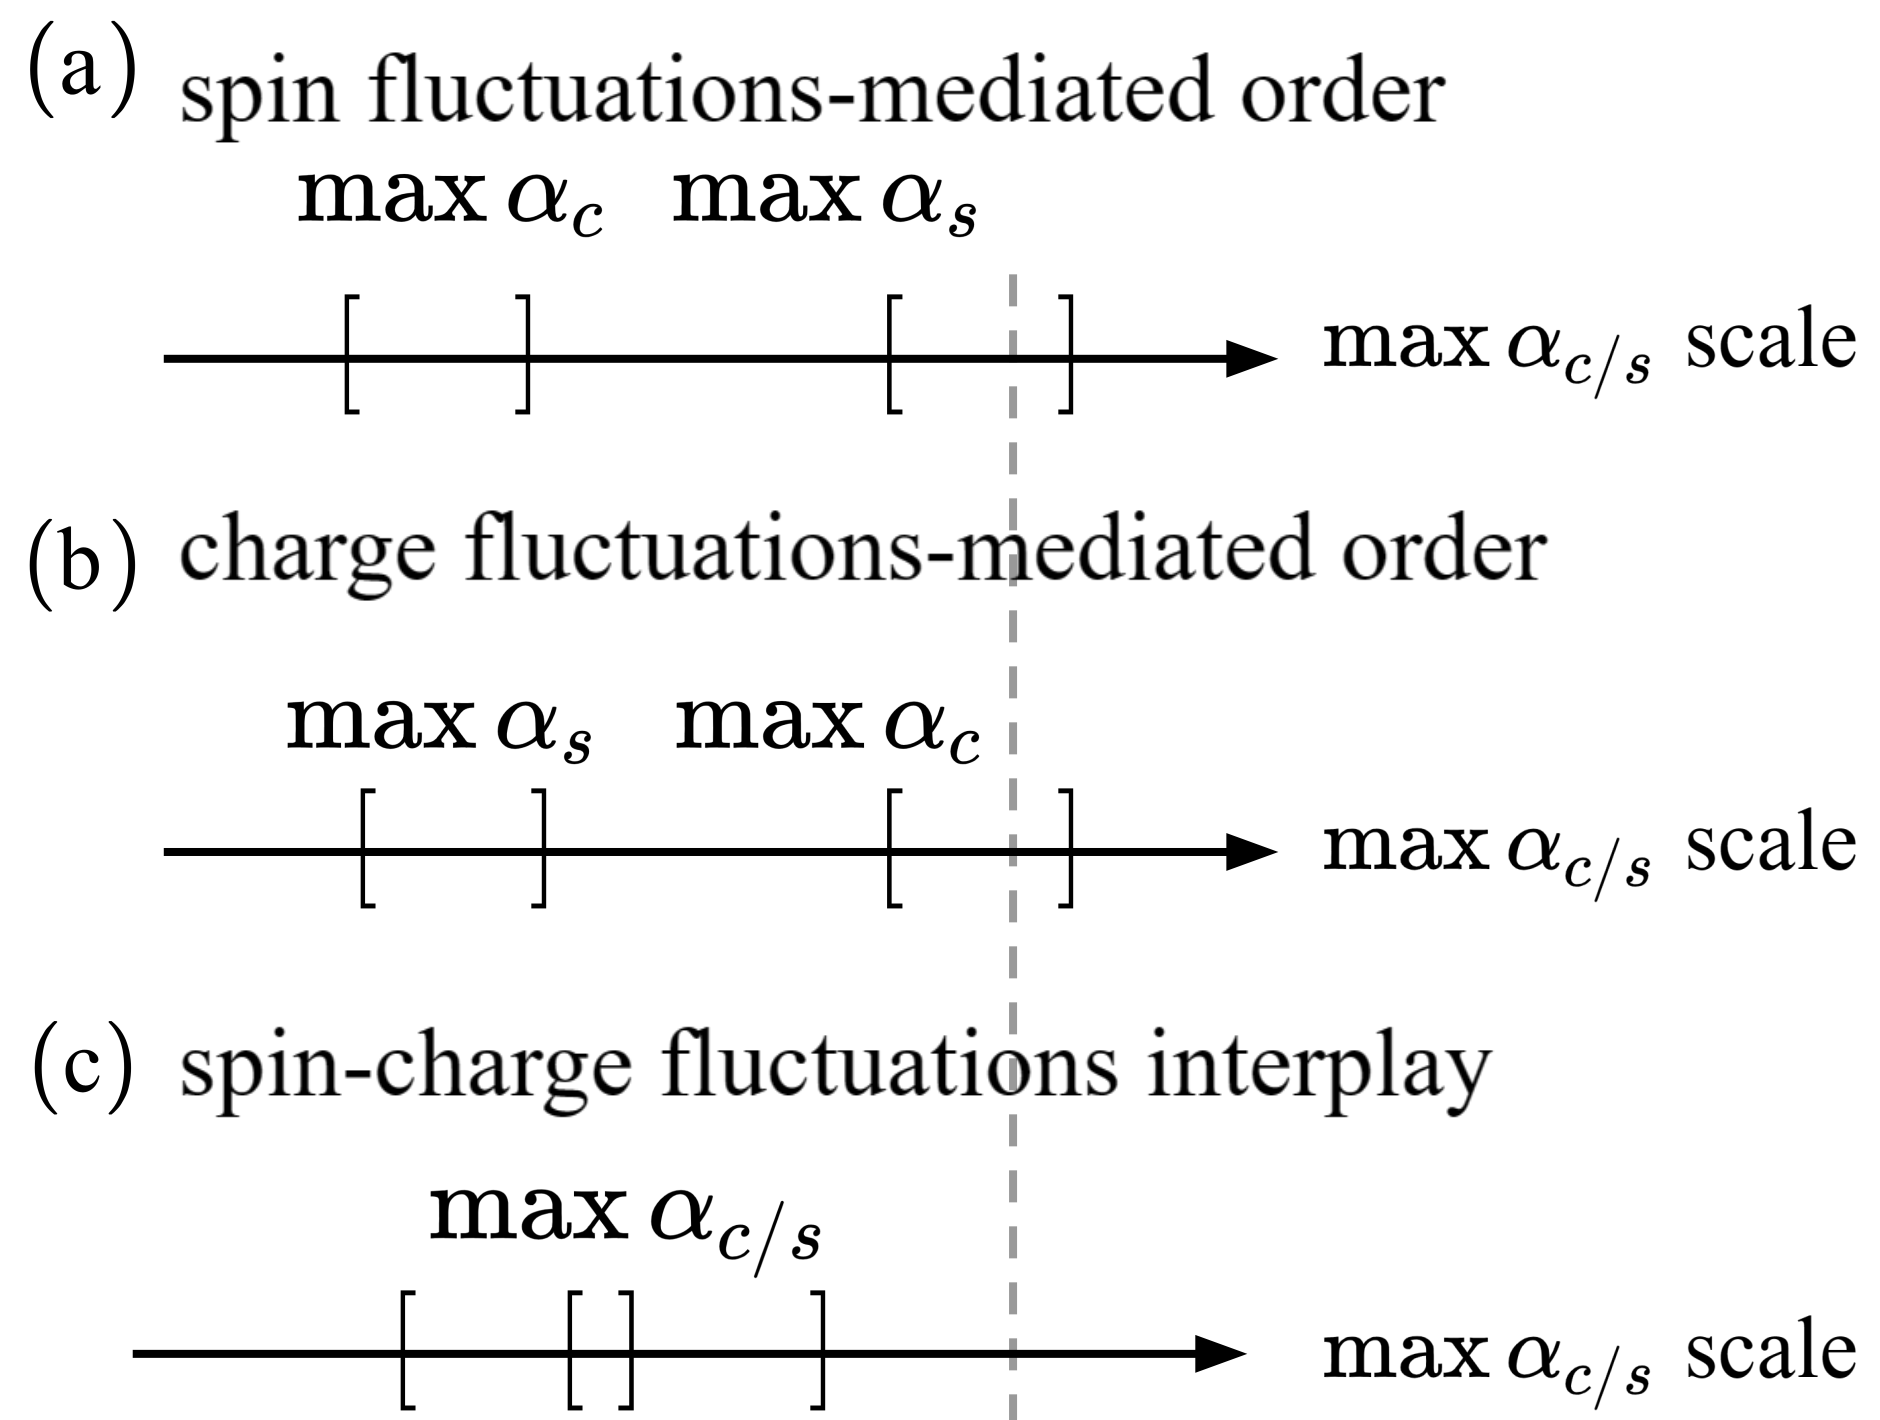 (a) spin fluctuations-mediated order
max α_c max α_s
max α_{c/s} scale
(b) charge fluctuations-mediated order
max α_s max α_c
max α_{c/s} scale
(c) spin-charge fluctuations interplay
max α_{c/s}
max α_{c/s} scale